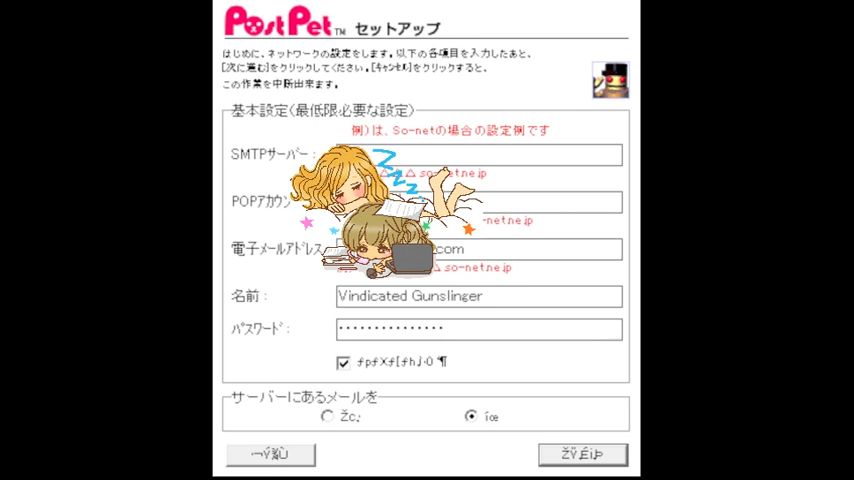 PostPet™ セットアップ
はじめに、ネットワークの設定をします。以下の各項目を入力したあと、
[次に進む]をクリックしてください。[ｷｬﾝｾﾙ]をクリックすると、
この作業を中断出来ます。
基本設定(最低限必要な設定)
例)は、So-netの場合の設定例です
SMTPサーバー：
△△.so-net.ne.jp
POPアカウン
-net.ne.jp
電子メールアドレス
.com
△.so-net.ne.jp
名前：
Vindicated Gunslinger
パスワード：
・・・・・・・・・・・・・・・
サーバーにあるメールを